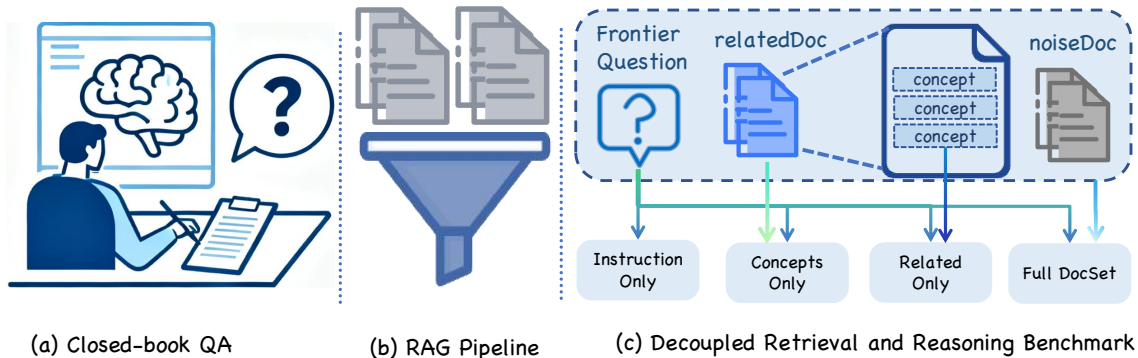 Frontier
Question
relatedDoc
concept
concept
concept
noiseDoc
Instruction
Only
Concepts
Only
Related
Only
Full DocSet
(a) Closed-book QA
(b) RAG Pipeline
(c) Decoupled Retrieval and Reasoning Benchmark